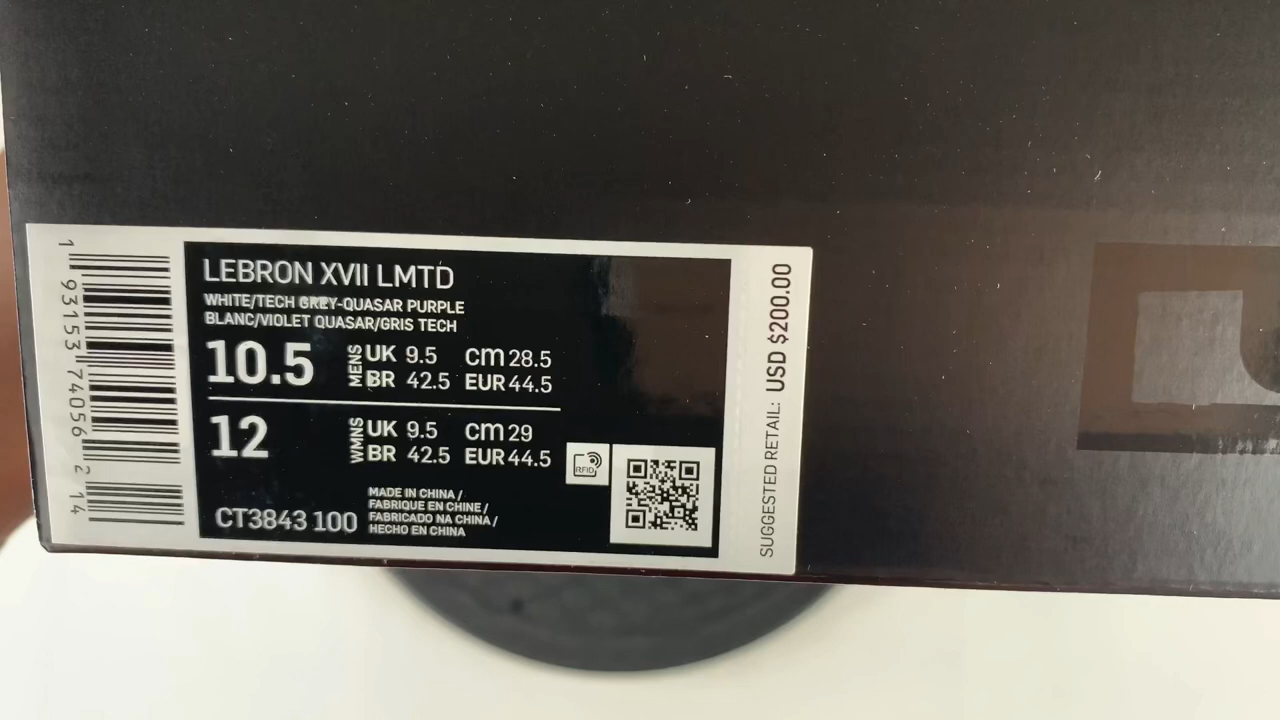 1 93153 74056 2 14
LEBRON XVII LMTD
WHITE/TECH GREY-QUASAR PURPLE
BLANC/VIOLET QUASAR/GRIS TECH
10.5 MENS UK 9.5 cm 28.5
BR 42.5 EUR 44.5
12 WMNS UK 9.5 cm 29
BR 42.5 EUR 44.5
CT3843 100
MADE IN CHINA /
FABRIQUE EN CHINE /
FABRICADO NA CHINA /
HECHO EN CHINA
RFID
SUGGESTED RETAIL: USD $200.00